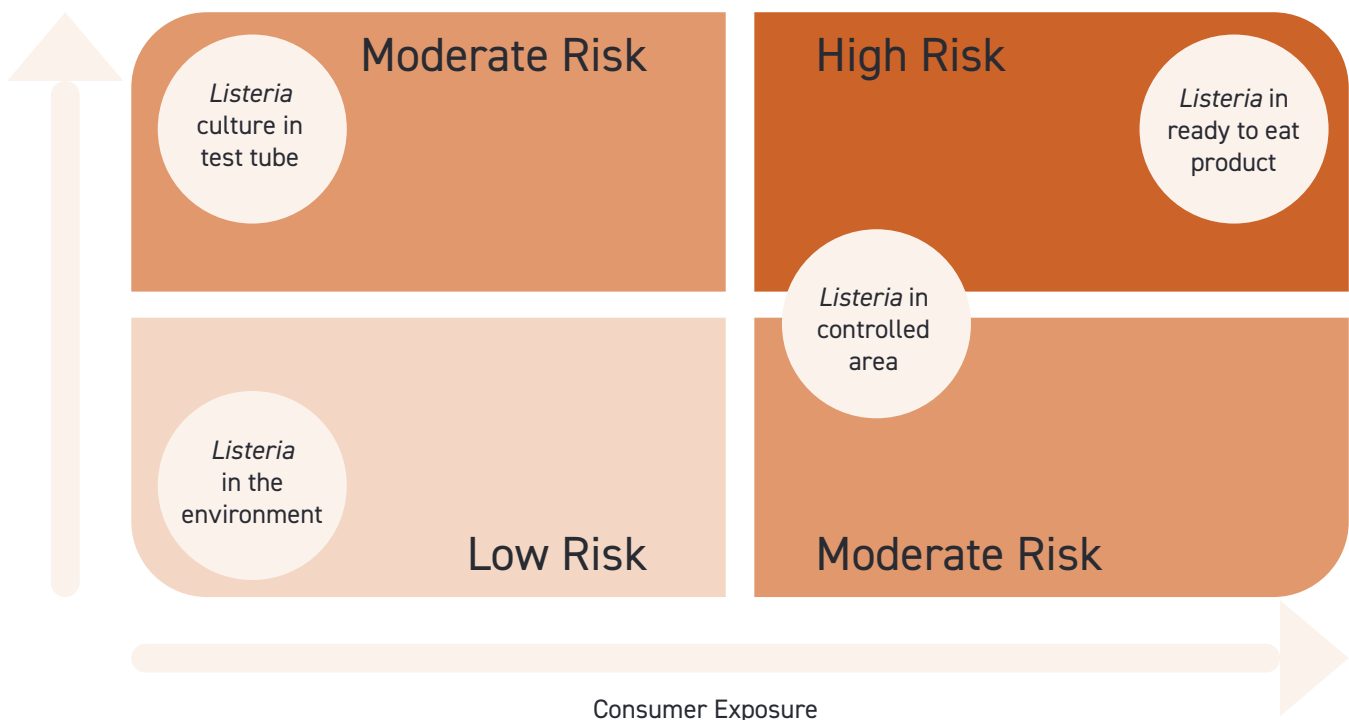 Moderate Risk
High Risk
Listeria
culture in
test tube
Listeria in
ready to eat
product
Listeria in
controlled
area
Listeria
in the
environment
Low Risk
Moderate Risk
Consumer Exposure